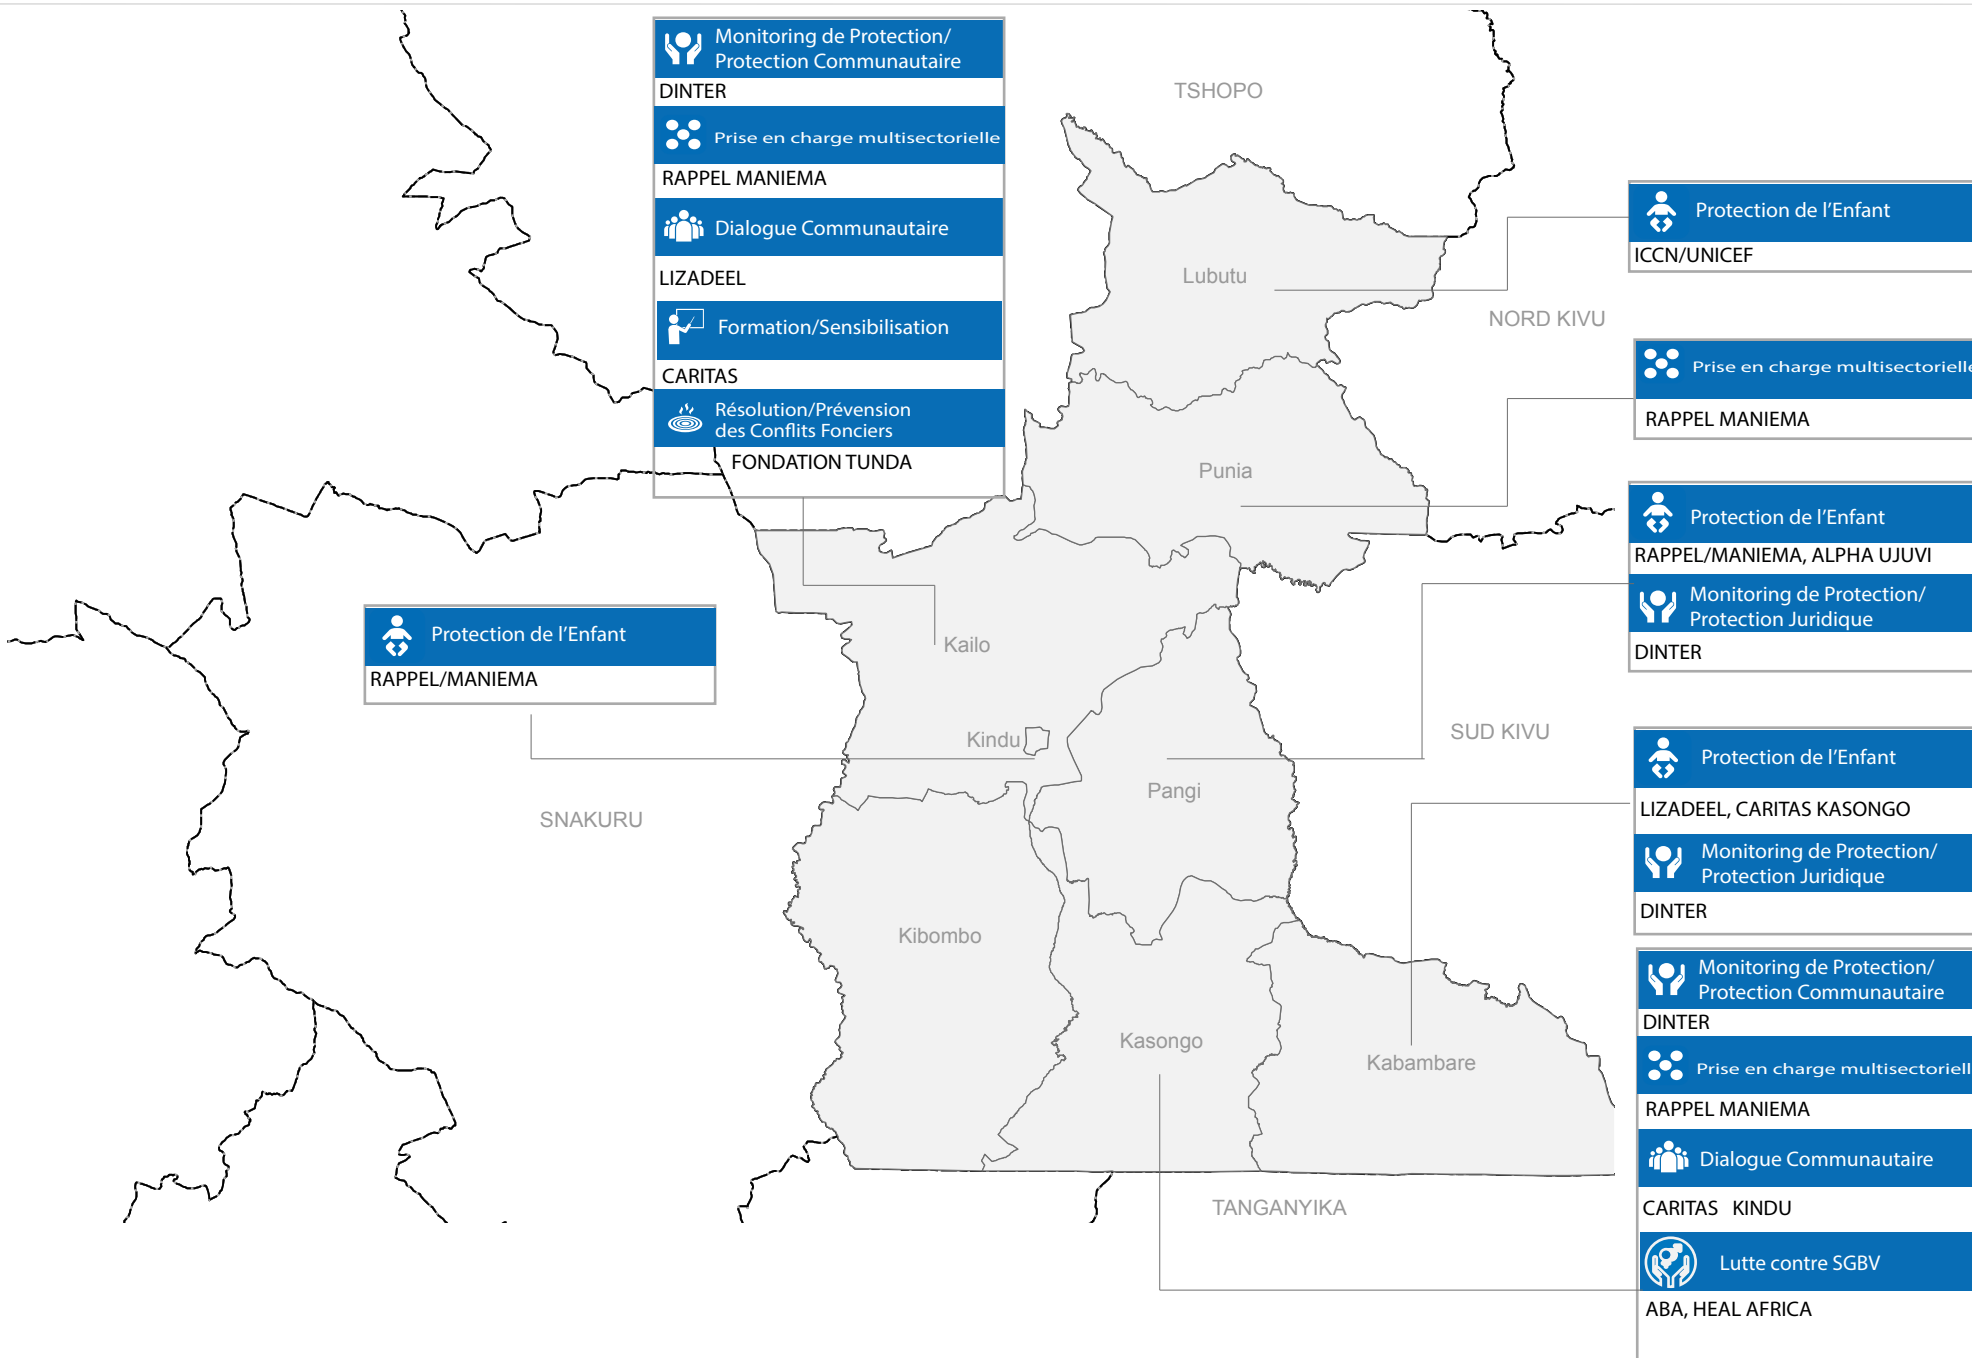 Monitoring de Protection/
Protection Communautaire
DINTER
Prise en charge multisectorielle
RAPPEL MANIEMA
Dialogue Communautaire
LIZADEEL
Formation/Sensibilisation
CARITAS
Résolution/Prévention
des Conflits Fonciers
FONDATION TUNDA
Protection de l'Enfant
RAPPEL/MANIEMA
TSHOPO
Lubutu
NORD KIVU
Punia
Kailo
Kindu
SUD KIVU
Pangi
SNAKURU
Kibombo
Kasongo
Kabambare
TANGANYIKA
Protection de l'Enfant
ICCN/UNICEF
Prise en charge multisectorielle
RAPPEL MANIEMA
Protection de l'Enfant
RAPPEL/MANIEMA, ALPHA UJUVI
Monitoring de Protection/
Protection Juridique
DINTER
Protection de l'Enfant
LIZADEEL, CARITAS KASONGO
Monitoring de Protection/
Protection Juridique
DINTER
Monitoring de Protection/
Protection Communautaire
DINTER
Prise en charge multisectoriell
RAPPEL MANIEMA
Dialogue Communautaire
CARITAS KINDU
Lutte contre SGBV
ABA, HEAL AFRICA